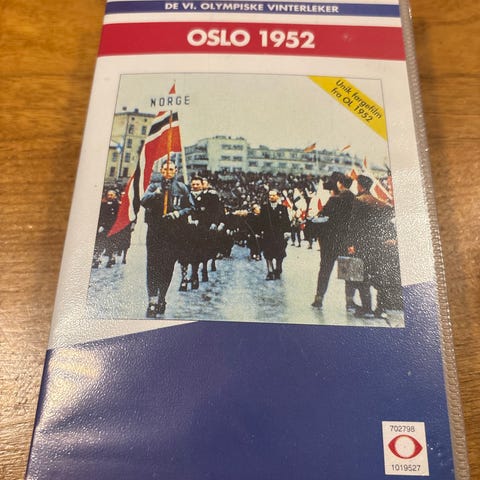 DE VI. OLYMPISKE VINTERLEKER
OSLO 1952
NORGE
Unik fargefilm
fra OL 1952
702798
1019527